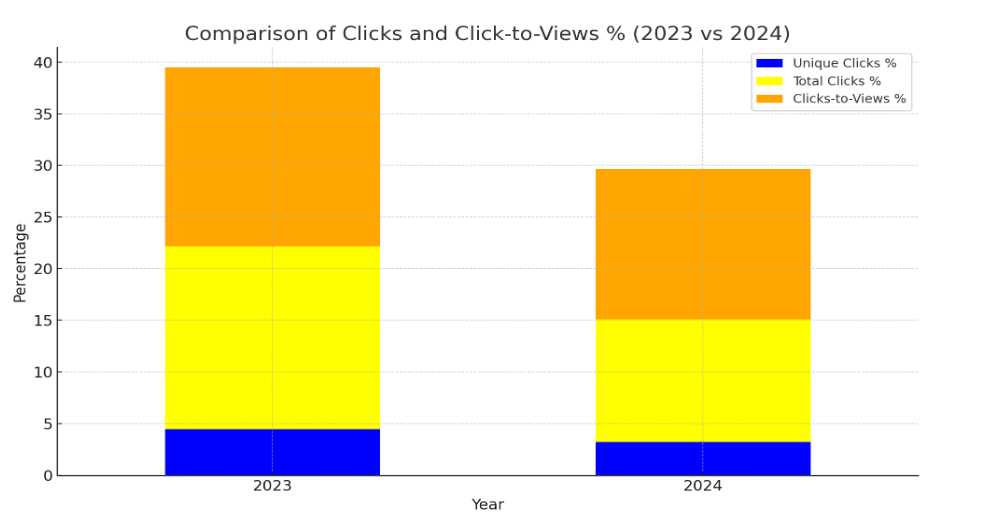 Comparison of Clicks and Click-to-Views % (2023 vs 2024)
Unique Clicks %
Total Clicks %
Clicks-to-Views %
Percentage
40
35
30
25
20
15
10
5
0
2023
2024
Year